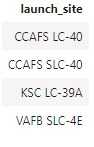 launch_site
CCAFS LC-40
CCAFS SLC-40
KSC LC-39A
VAFB SLC-4E